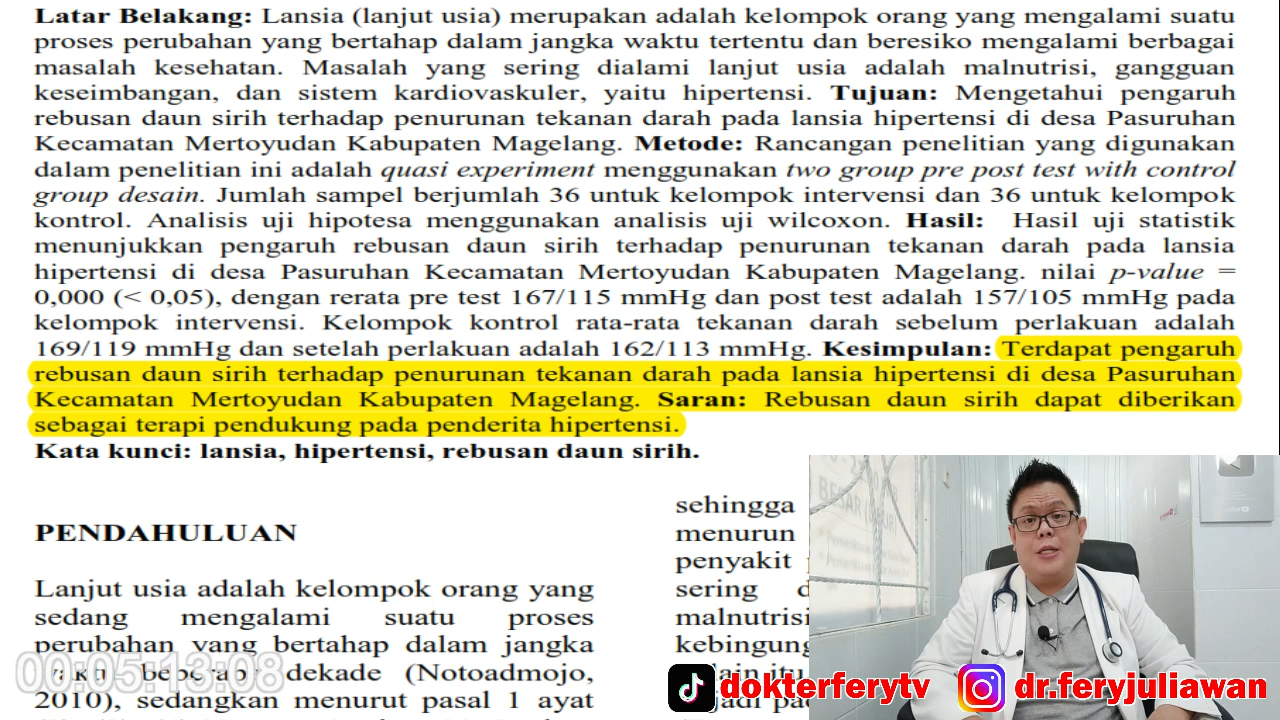 Latar Belakang: Lansia (lanjut usia) merupakan adalah kelompok orang yang mengalami suatu
proses perubahan yang bertahap dalam jangka waktu tertentu dan beresiko mengalami berbagai
masalah kesehatan. Masalah yang sering dialami lanjut usia adalah malnutrisi, gangguan
keseimbangan, dan sistem kardiovaskuler, yaitu hipertensi. Tujuan: Mengetahui pengaruh
rebusan daun sirih terhadap penurunan tekanan darah pada lansia hipertensi di desa Pasuruhan
Kecamatan Mertoyudan Kabupaten Magelang. Metode: Rancangan penelitian yang digunakan
dalam penelitian ini adalah quasi experiment menggunakan two group pre post test with control
group desain. Jumlah sampel berjumlah 36 untuk kelompok intervensi dan 36 untuk kelompok
kontrol. Analisis uji hipotesa menggunakan analisis uji wilcoxon. Hasil: Hasil uji statistik
menunjukkan pengaruh rebusan daun sirih terhadap penurunan tekanan darah pada lansia
hipertensi di desa Pasuruhan Kecamatan Mertoyudan Kabupaten Magelang. nilai p-value =
0,000 (< 0,05), dengan rerata pre test 167/115 mmHg dan post test adalah 157/105 mmHg pada
kelompok intervensi. Kelompok kontrol rata-rata tekanan darah sebelum perlakuan adalah
169/119 mmHg dan setelah perlakuan adalah 162/113 mmHg. Kesimpulan: Terdapat pengaruh
rebusan daun sirih terhadap penurunan tekanan darah pada lansia hipertensi di desa Pasuruhan
Kecamatan Mertoyudan Kabupaten Magelang. Saran: Rebusan daun sirih dapat diberikan
sebagai terapi pendukung pada penderita hipertensi.
Kata kunci: lansia, hipertensi, rebusan daun sirih.
PENDAHULUAN
Lanjut usia adalah kelompok orang yang
sedang mengalami suatu proses
perubahan yang bertahap dalam jangka
waktu beberapa dekade (Notoadmojo,
2010), sedangkan menurut pasal 1 ayat
sehingga
menurun
penyakit
sering
malnutrisi
kebingung
lain itu
00:05:13:08
dokterferytv
dr.feryjuliawan